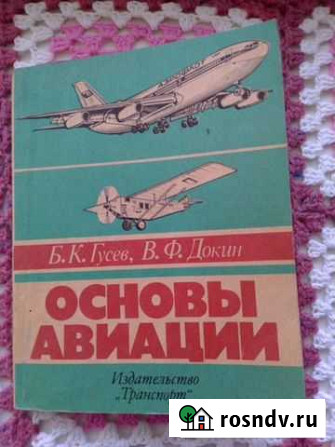 Б. К. Гусев, В. Ф. Докин
ОСНОВЫ
АВИАЦИИ
Издательство
„Транспорт“
rosndv.ru